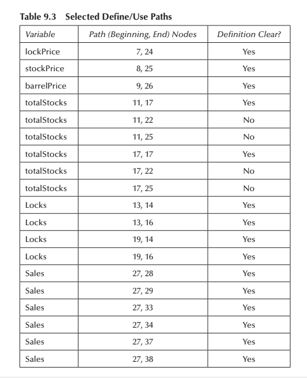 Table 9.3 Selected Define/Use Paths
Variable Path (Beginning, End) Nodes Definition Clear?
lockPrice 7, 24 Yes
stockPrice 8, 25 Yes
barrelPrice 9, 26 Yes
totalStocks 11, 17 Yes
totalStocks 11, 22 No
totalStocks 11, 25 No
totalStocks 17, 17 Yes
totalStocks 17, 22 No
totalStocks 17, 25 No
Locks 13, 14 Yes
Locks 13, 16 Yes
Locks 19, 14 Yes
Locks 19, 16 Yes
Sales 27, 28 Yes
Sales 27, 29 Yes
Sales 27, 33 Yes
Sales 27, 34 Yes
Sales 27, 37 Yes
Sales 27, 38 Yes